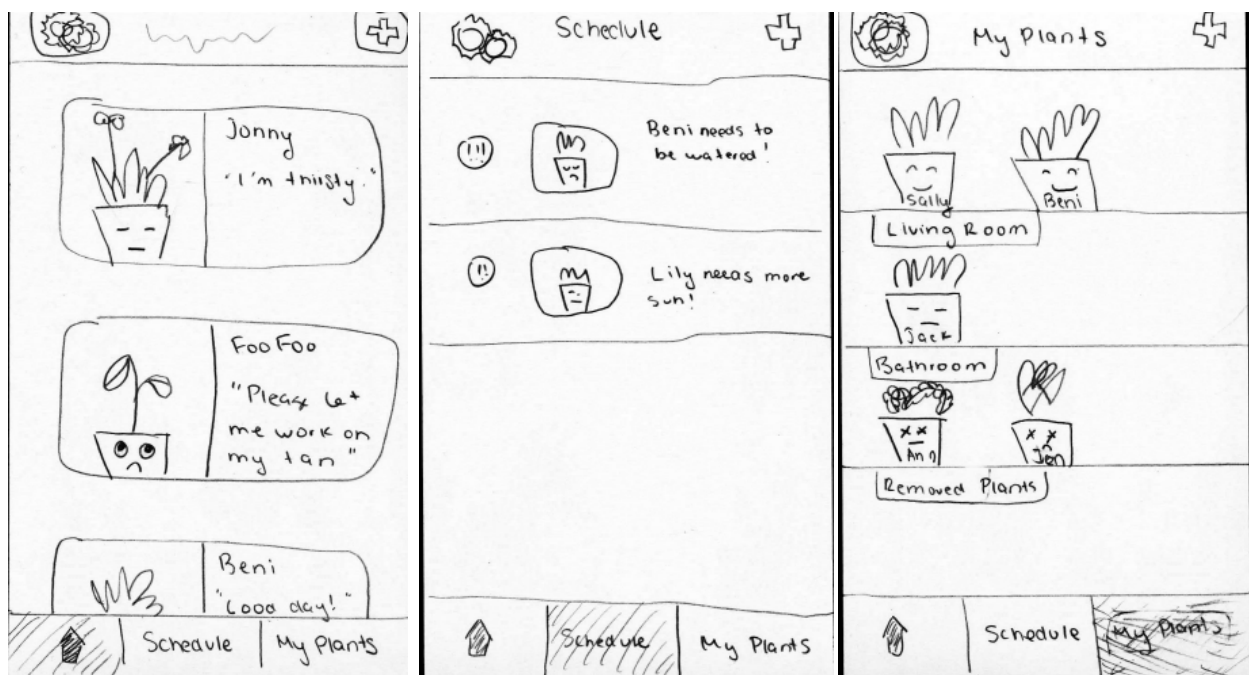 Jonny
"I'm thirsty."
FooFoo
"Please let
me work on
my tan"
Beni
"Good day!"
Schedule
My Plants
Schedule
!!!
Beni needs to
be watered!
!!
Lily needs more
sun!
Schedule
My Plants
My Plants
Sally
Beni
Living Room
Jack
Bathroom
Ann
Jen
Removed Plants
Schedule
My Plants